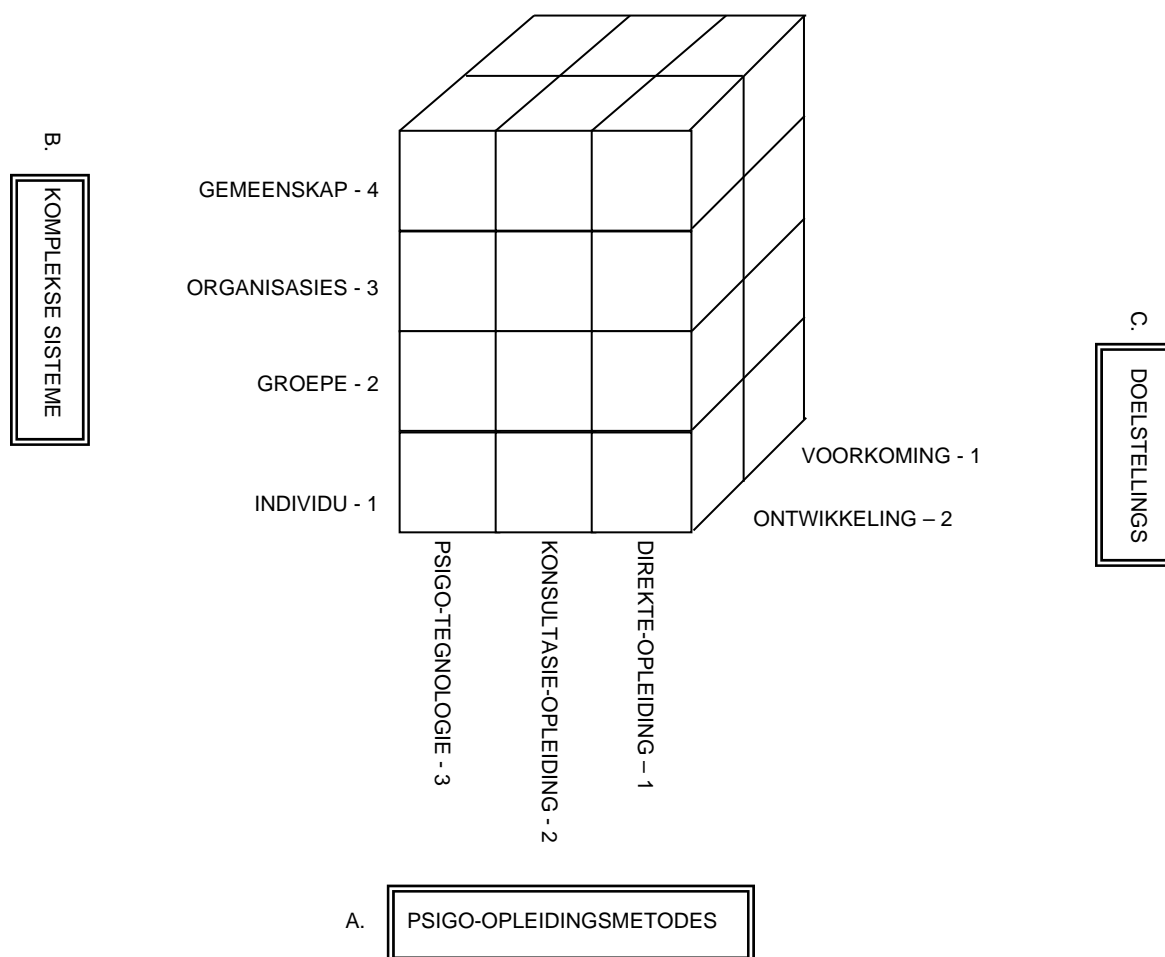 B.
KOMPLEKSE SISTEME
GEMEENSKAP - 4
ORGANISASIES - 3
GROEPE - 2
INDIVIDU - 1
C.
DOELSTELLINGS
VOORKOMING - 1
ONTWIKKELING – 2
PSIGO-TEGNOLOGIE - 3
KONSULTASIE-OPLEIDING - 2
DIREKTE-OPLEIDING – 1
A.
PSIGO-OPLEIDINGSMETODES